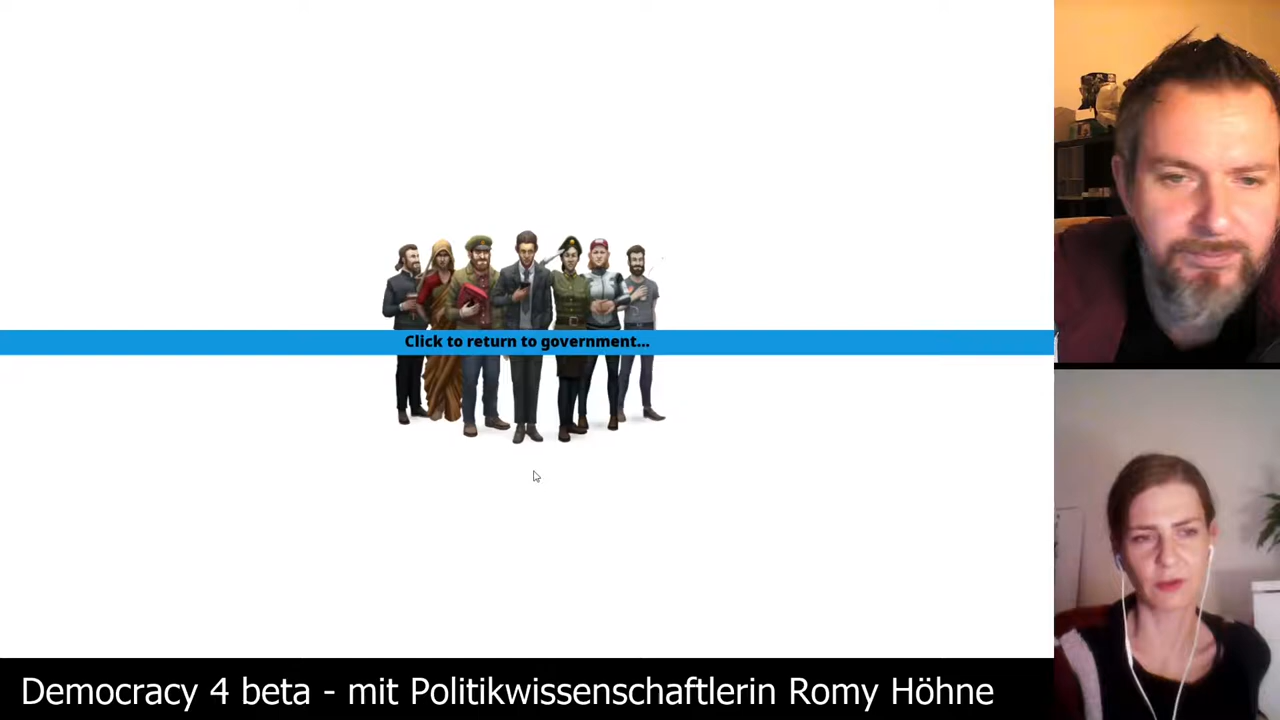 Click to return to government...
Democracy 4 beta - mit Politikwissenschaftlerin Romy Höhne